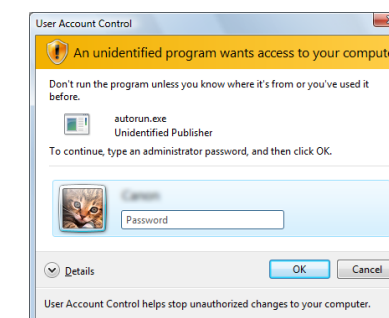 User Account Control
An unidentified program wants access to your compute
Don't run the program unless you know where it's from or you've used it
before.
autorun.exe
Unidentified Publisher
To continue, type an administrator password, and then click OK.
Password
Details
OK
Cancel
User Account Control helps stop unauthorized changes to your computer.